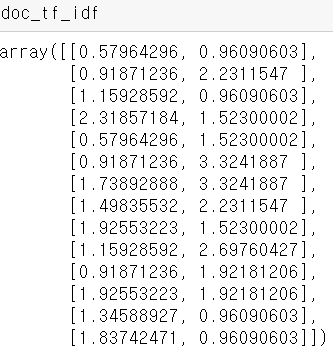 doc_tf_idf
array([[0.57964296, 0.96090603],
[0.91871236, 2.2311547 ],
[1.15928592, 0.96090603],
[2.31857184, 1.52300002],
[0.57964296, 1.52300002],
[0.91871236, 3.3241887 ],
[1.73892888, 3.3241887 ],
[1.49835532, 2.2311547 ],
[1.92553223, 1.52300002],
[1.15928592, 2.69760427],
[0.91871236, 1.92181206],
[1.92553223, 1.92181206],
[1.34588927, 0.96090603],
[1.83742471, 0.96090603]])